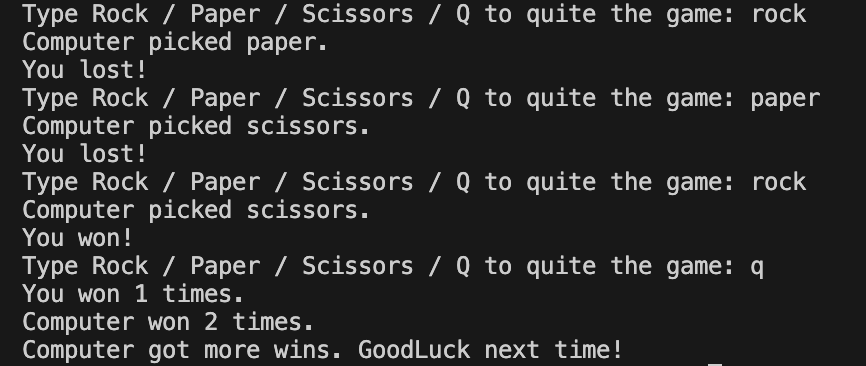 Type Rock / Paper / Scissors / Q to quite the game: rock
Computer picked paper.
You lost!
Type Rock / Paper / Scissors / Q to quite the game: paper
Computer picked scissors.
You lost!
Type Rock / Paper / Scissors / Q to quite the game: rock
Computer picked scissors.
You won!
Type Rock / Paper / Scissors / Q to quite the game: q
You won 1 times.
Computer won 2 times.
Computer got more wins. GoodLuck next time!